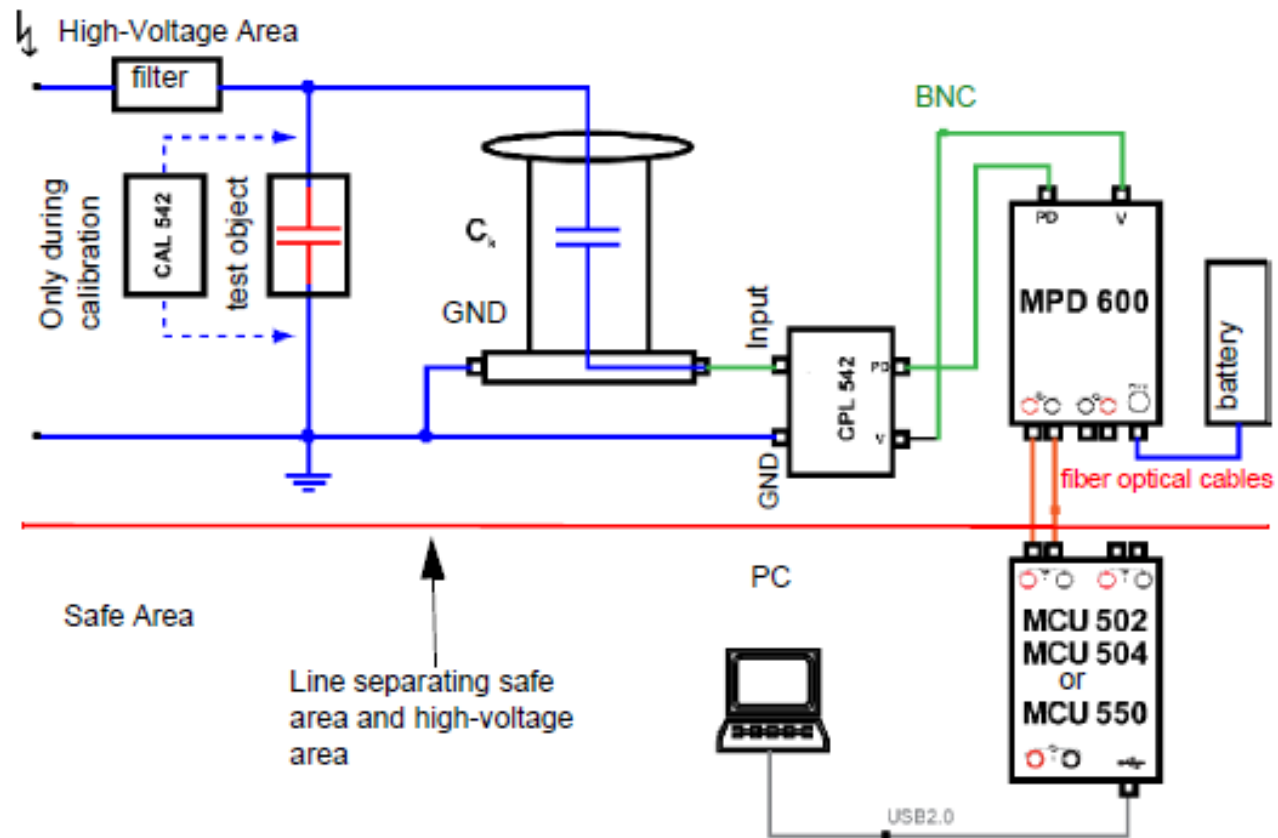 High-Voltage Area
filter
BNC
Only during
calibration
CAL 542
test object
Ck
GND
Input
GND
CPL 542
PD
V
PD
V
MPD 600
battery
fiber optical cables
Safe Area
Line separating safe
area and high-voltage
area
PC
MCU 502
MCU 504
or
MCU 550
USB2.0